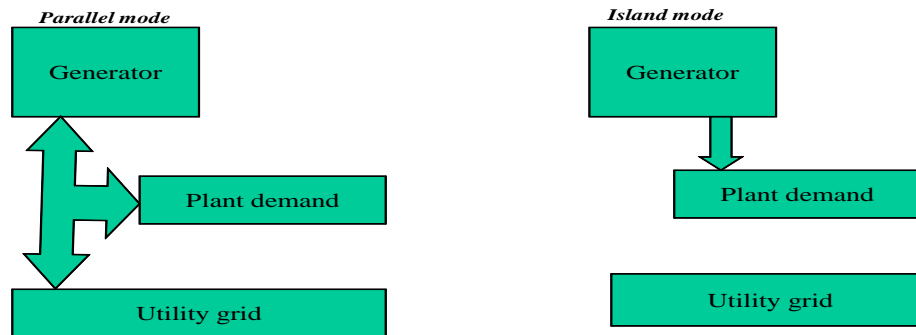 Parallel mode
Generator
Plant demand
Utility grid
Island mode
Generator
Plant demand
Utility grid